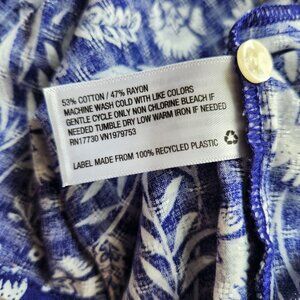 53% COTTON / 47% RAYON
MACHINE WASH COLD WITH LIKE COLORS
GENTLE CYCLE ONLY NON CHLORINE BLEACH IF
NEEDED TUMBLE DRY LOW WARM IRON IF NEEDED
RN17730 VN1979753
LABEL MADE FROM 100% RECYCLED PLASTIC